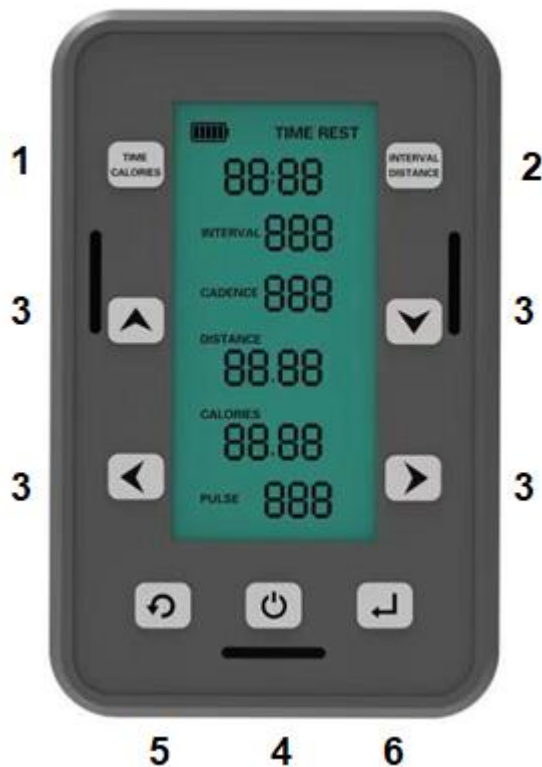 TIME REST
1
TIME
CALORIES
88:88
INTERVAL
DISTANCE
2
INTERVAL 888
CADENCE 888
3
3
DISTANCE
88.88
CALORIES
88.88
3
3
PULSE 888
5 4 6